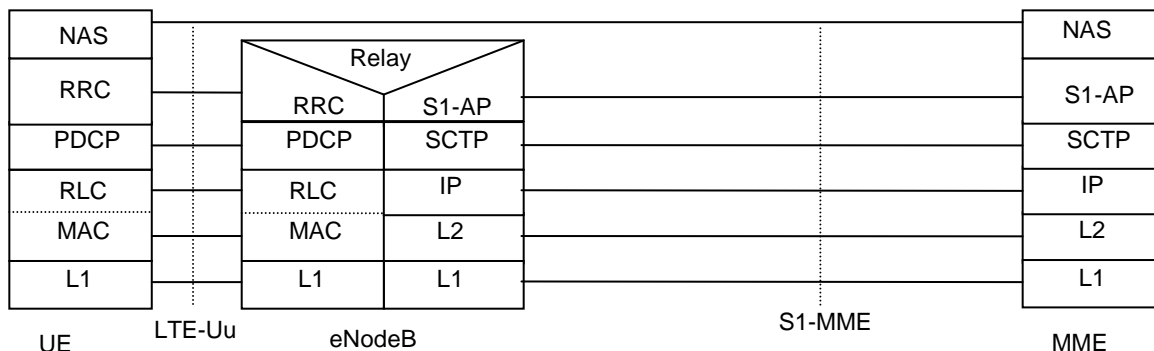 NAS
NAS
Relay
RRC
RRC
S1-AP
S1-AP
PDCP
PDCP
SCTP
SCTP
RLC
RLC
IP
IP
MAC
MAC
L2
L2
L1
L1
L1
L1
UE
LTE-Uu
eNodeB
S1-MME
MME